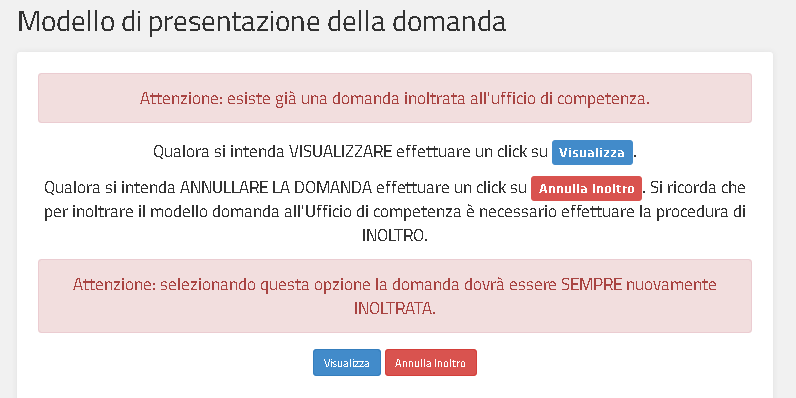 Modello di presentazione della domanda
Attenzione: esiste già una domanda inoltrata all'ufficio di competenza.
Qualora si intenda VISUALIZZARE effettuare un click su Visualizza.
Qualora si intenda ANNULLARE LA DOMANDA effettuare un click su Annulla Inoltro. Si ricorda che
per inoltrare il modello domanda all'Ufficio di competenza è necessario effettuare la procedura di
INOLTRO.
Attenzione: selezionando questa opzione la domanda dovrà essere SEMPRE nuovamente
INOLTRATA.
Visualizza Annulla Inoltro